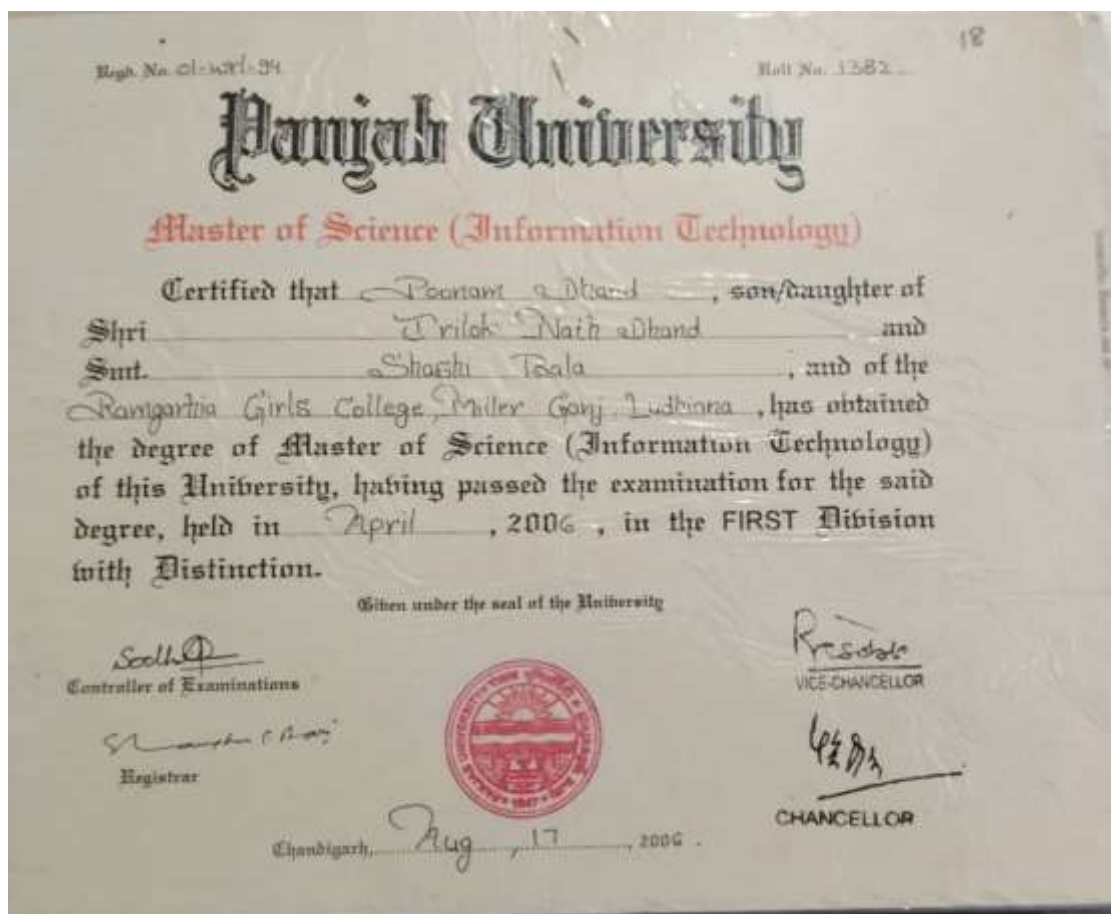 18
Regd. No. 01-
Roll No. 1382
Panjab University
Master of Science (Information Technology)
Certified that Poonam Dhand, son/daughter of
Shri Trilok Nath Dhand and
Smt. Shashi Bala, and of the
Ramgarhia Girls College, Miller Ganj, Ludhiana, has obtained
the degree of Master of Science (Information Technology)
of this University, having passed the examination for the said
degree, held in April, 2006, in the FIRST Division
with Distinction.
Given under the seal of the University
Controller of Examinations
VICE-CHANCELLOR
Registrar
CHANCELLOR
Chandigarh, Aug, 17, 2006.